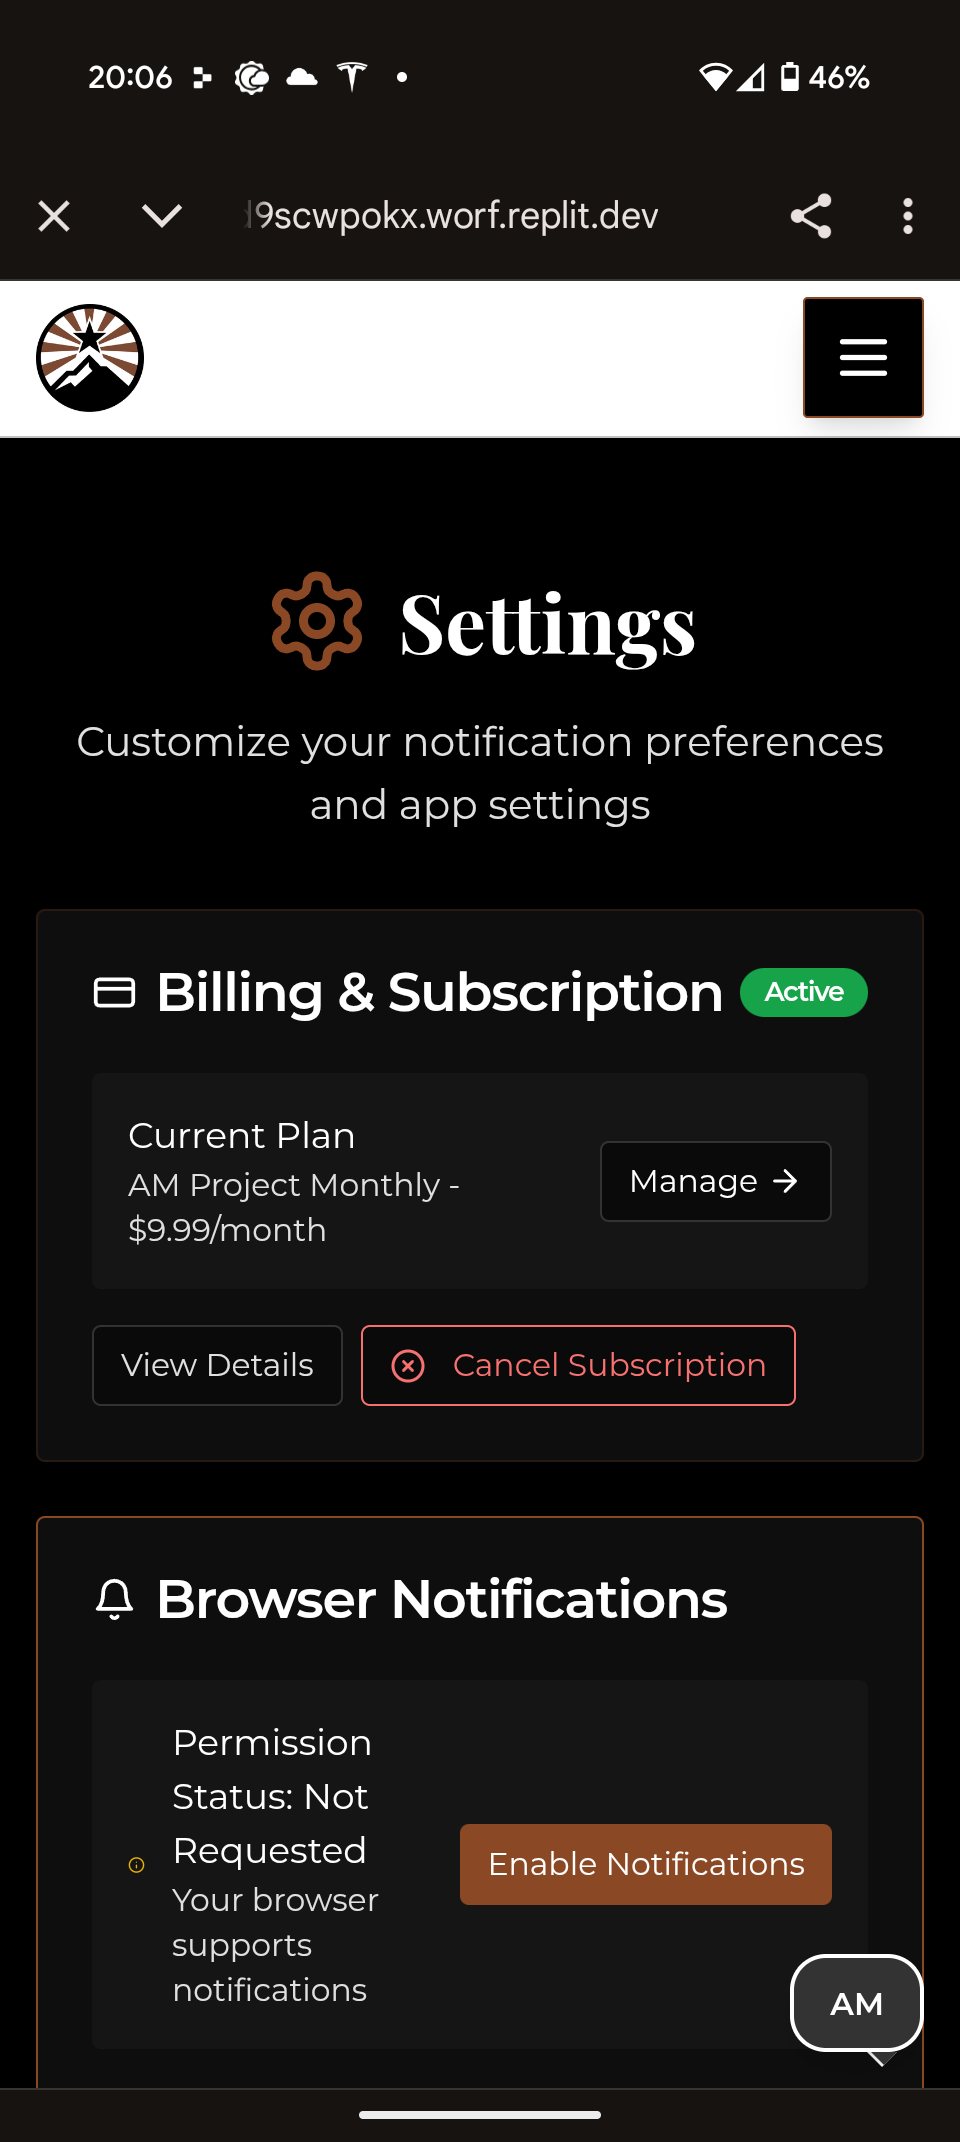 20:06
46%
d9scwpokx.worf.replit.dev
Settings
Customize your notification preferences
and app settings
Billing & Subscription
Active
Current Plan
AM Project Monthly -
$9.99/month
Manage
View Details
Cancel Subscription
Browser Notifications
Permission
Status: Not
Requested
Your browser
supports
notifications
Enable Notifications
AM